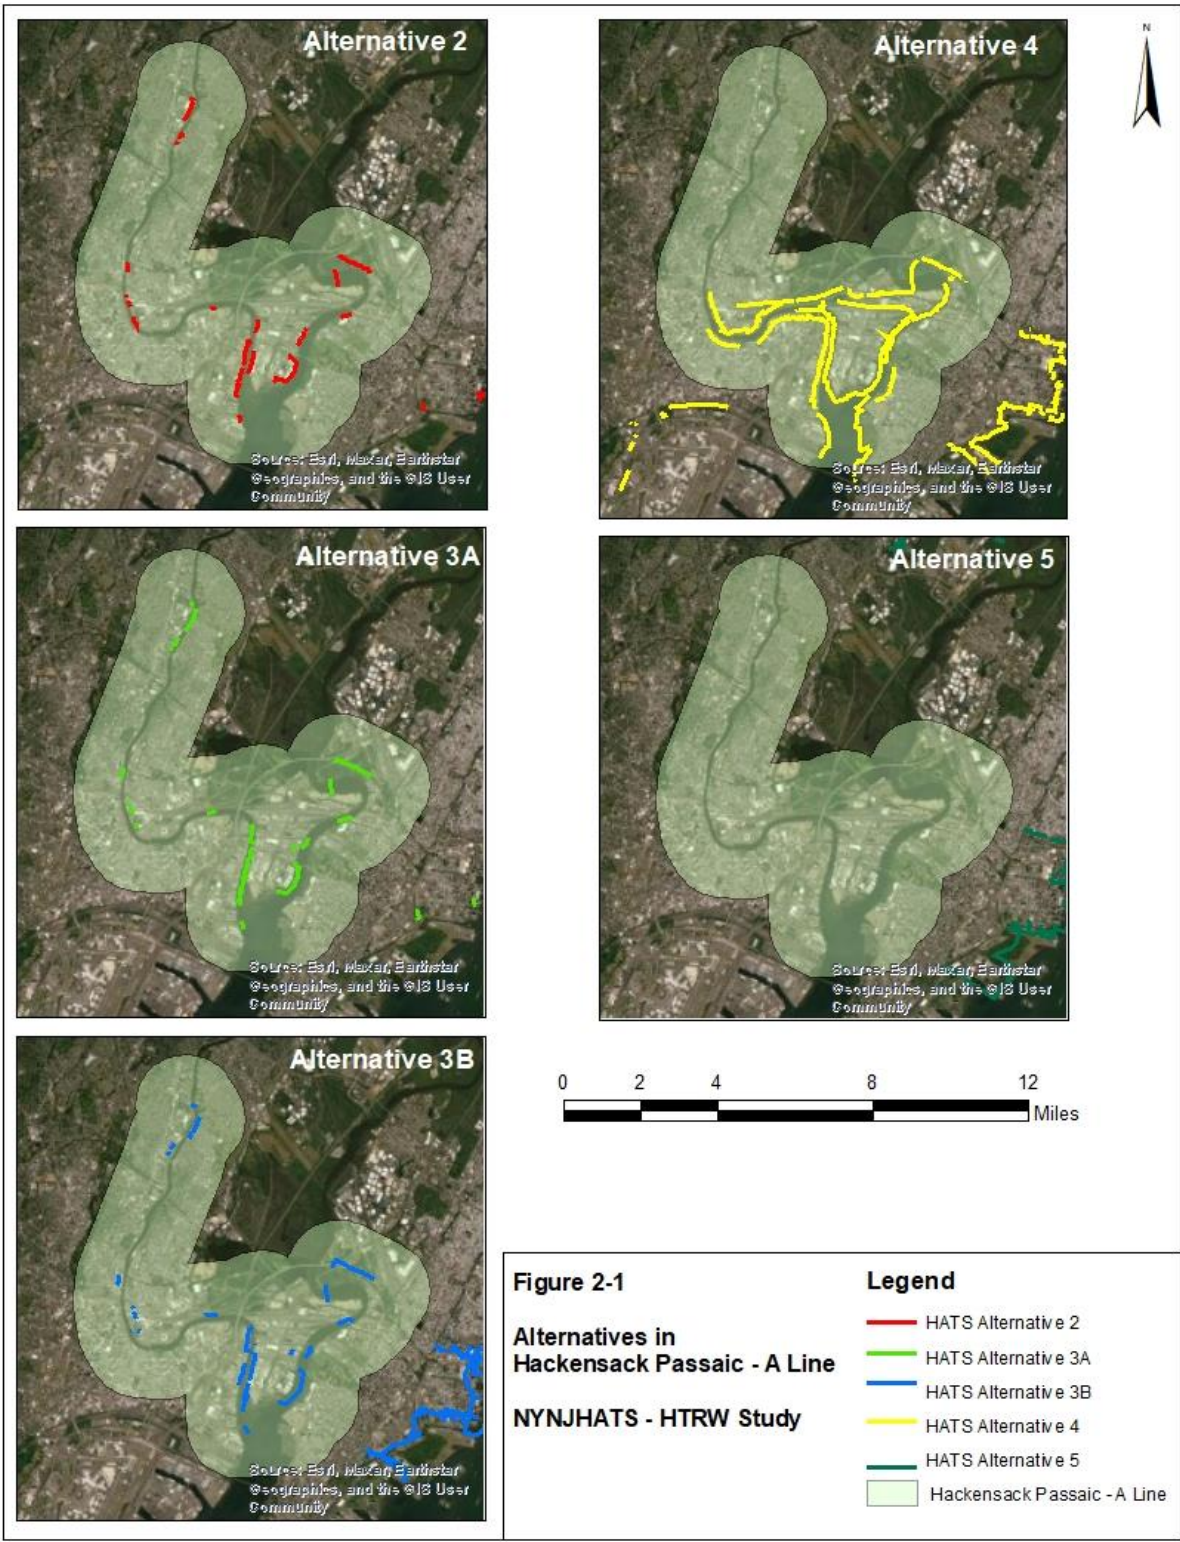 Alternative 2
Source: Esri, Maxar, Earthstar
Geographics, and the GIS User
Community
Alternative 4
Source: Esri, Maxar, Earthstar
Geographics, and the GIS User
Community
N
Alternative 3A
Source: Esri, Maxar, Earthstar
Geographics, and the GIS User
Community
Alternative 5
Source: Esri, Maxar, Earthstar
Geographics, and the GIS User
Community
Alternative 3B
Source: Esri, Maxar, Earthstar
Geographics, and the GIS User
Community
0 2 4 8 12
Miles
Figure 2-1
Alternatives in
Hackensack Passaic - A Line
NYNJHATS - HTRW Study
Legend
HATS Alternative 2
HATS Alternative 3A
HATS Alternative 3B
HATS Alternative 4
HATS Alternative 5
Hackensack Passaic - A Line